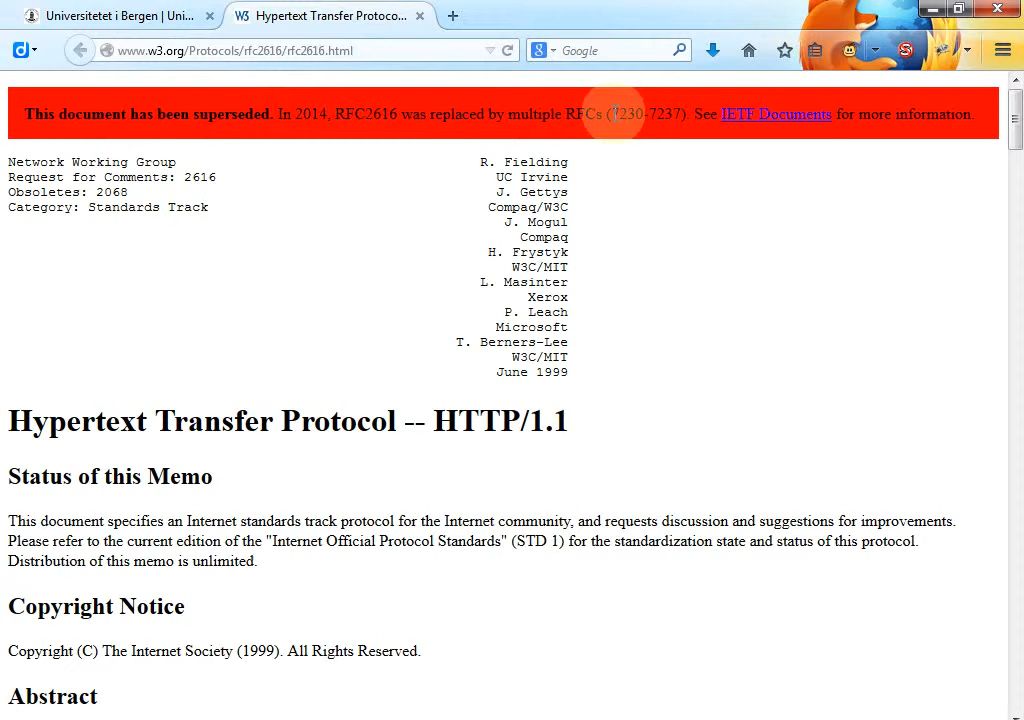 Universitetet i Bergen | Uni...
W3 Hypertext Transfer Protoco...
www.w3.org/Protocols/rfc2616/rfc2616.html
Google
This document has been superseded. In 2014, RFC2616 was replaced by multiple RFCs (7230-7237). See IETF Documents for more information.
Network Working Group R. Fielding
Request for Comments: 2616 UC Irvine
Obsoletes: 2068 J. Gettys
Category: Standards Track Compaq/W3C
J. Mogul
Compaq
H. Frystyk
W3C/MIT
L. Masinter
Xerox
P. Leach
Microsoft
T. Berners-Lee
W3C/MIT
June 1999
Hypertext Transfer Protocol -- HTTP/1.1
Status of this Memo
This document specifies an Internet standards track protocol for the Internet community, and requests discussion and suggestions for improvements.
Please refer to the current edition of the "Internet Official Protocol Standards" (STD 1) for the standardization state and status of this protocol.
Distribution of this memo is unlimited.
Copyright Notice
Copyright (C) The Internet Society (1999). All Rights Reserved.
Abstract